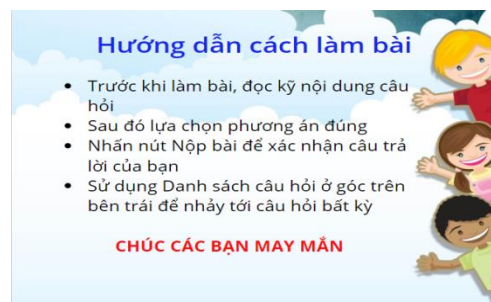 Hướng dẫn cách làm bài
• Trước khi làm bài, đọc kỹ nội dung câu
hỏi
• Sau đó lựa chọn phương án đúng
• Nhấn nút Nộp bài để xác nhận câu trả
lời của bạn
• Sử dụng Danh sách câu hỏi ở góc trên
bên trái để nhảy tới câu hỏi bất kỳ
CHÚC CÁC BẠN MAY MẮN